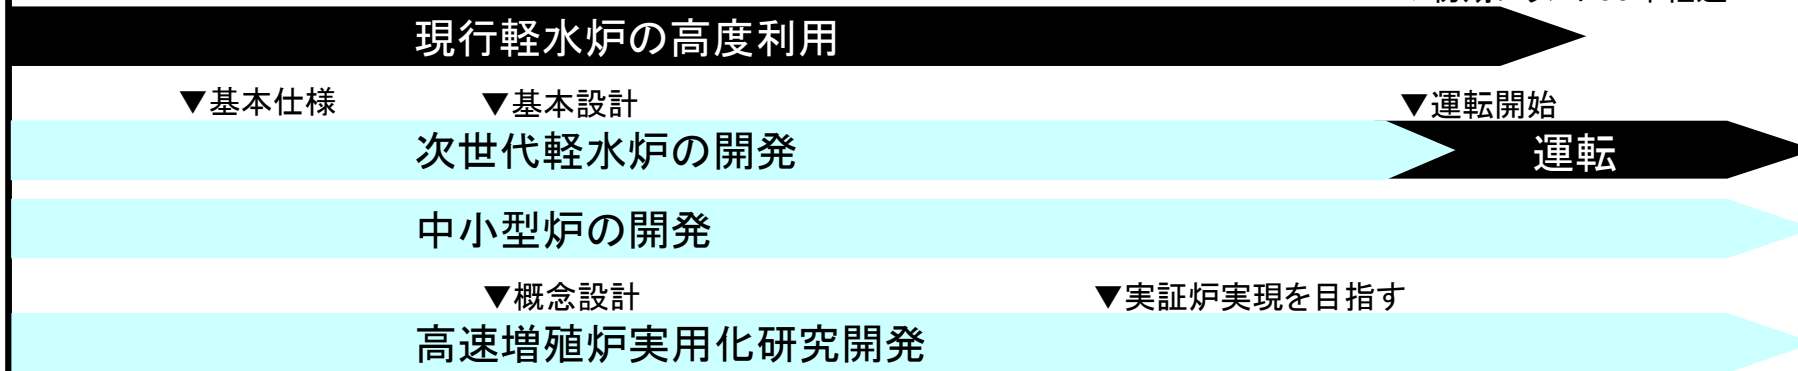 現行軽水炉の高度利用
▼基本仕様 ▼基本設計 ▼運転開始
次世代軽水炉の開発 運転
中小型炉の開発
▼概念設計 ▼実証炉実現を目指す
高速増殖炉実用化研究開発